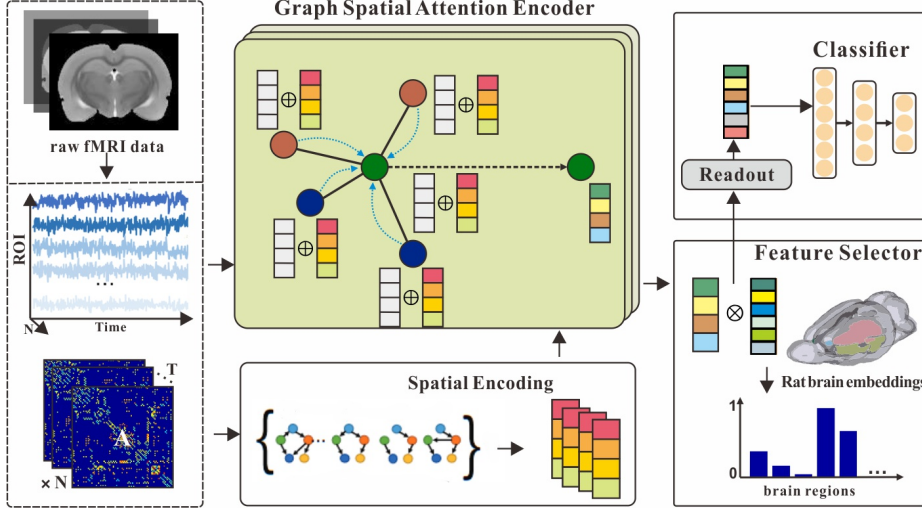 Graph Spatial Attention Encoder
raw fMRI data
ROI
...
N
Time
T
A
× N
Spatial Encoding
...
Classifier
Readout
Feature Selector
Rat brain embeddings
1
0
...
brain regions